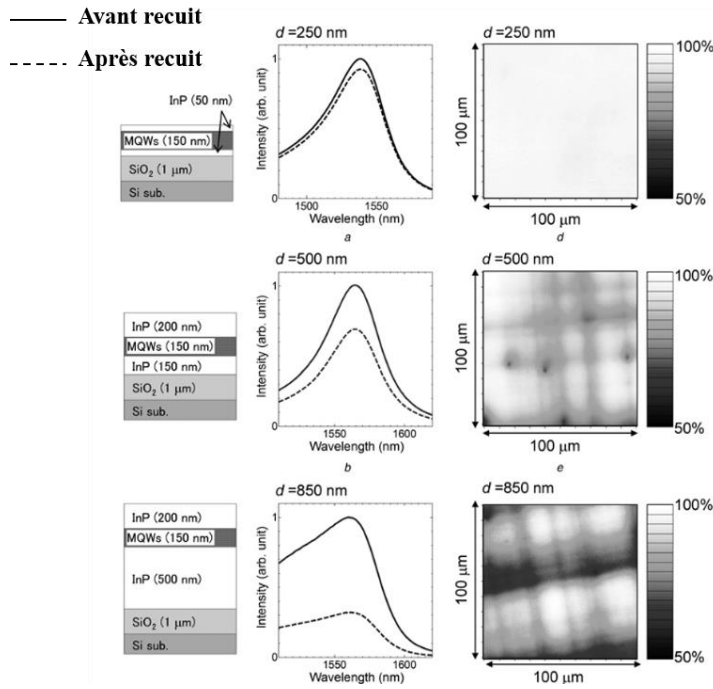 Avant recuit
Après recuit
d =250 nm
InP (50 nm)
MQWs (150 nm)
SiO₂ (1 μm)
Si sub.
Intensity (arb. unit)
1
0
1500
1550
Wavelength (nm)
a
d =250 nm
100 μm
100 μm
d
100%
50%
d =500 nm
InP (200 nm)
MQWs (150 nm)
InP (150 nm)
SiO₂ (1 μm)
Si sub.
Intensity (arb. unit)
1
0
1550
1600
Wavelength (nm)
b
d =500 nm
100 μm
100 μm
e
100%
50%
d =850 nm
InP (200 nm)
MQWs (150 nm)
InP (500 nm)
SiO₂ (1 μm)
Si sub.
Intensity (arb. unit)
1
0
1550
1600
Wavelength (nm)
d =850 nm
100 μm
100 μm
100%
50%